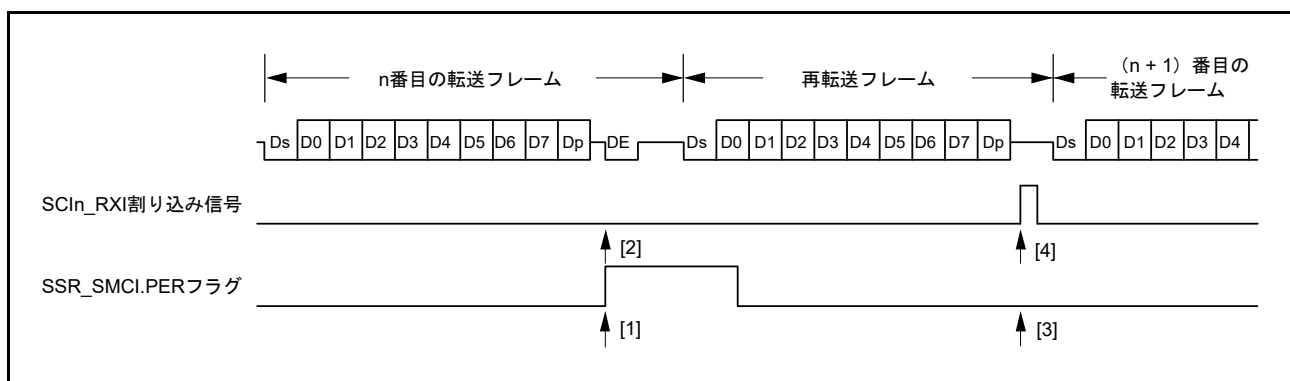 n番目の転送フレーム
再転送フレーム
(n + 1) 番目の
転送フレーム
Ds D0 D1 D2 D3 D4 D5 D6 D7 Dp DE Ds D0 D1 D2 D3 D4 D5 D6 D7 Dp Ds D0 D1 D2 D3 D4
SCIn_RXI割り込み信号
[2] [4]
SSR_SMCI.PERフラグ
[1] [3]